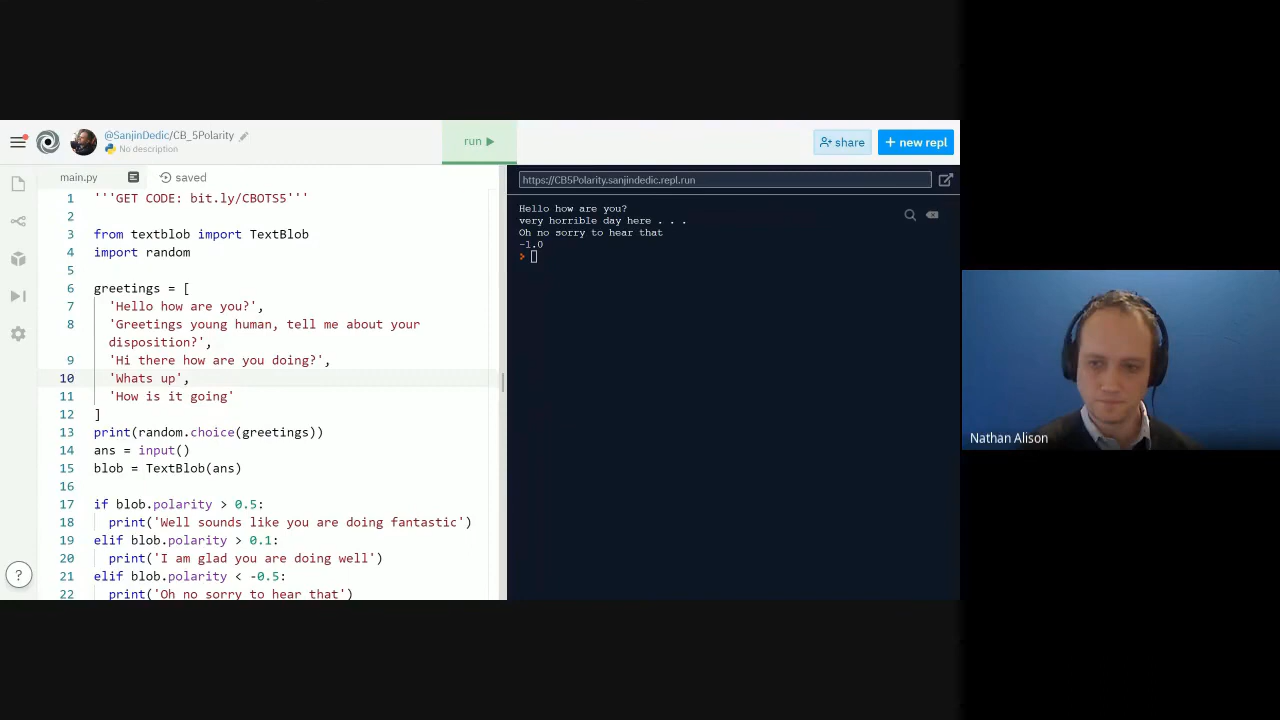 @SanjinDedic/CB_5Polarity
No description
run
share
+ new repl
main.py
saved
https://CB5Polarity.sanjindedic.repl.run
1 '''GET CODE: bit.ly/CBOTS5'''
2
3 from textblob import TextBlob
4 import random
5
6 greetings = [
7 'Hello how are you?',
8 'Greetings young human, tell me about your
disposition?',
9 'Hi there how are you doing?',
10 'Whats up',
11 'How is it going'
12 ]
13 print(random.choice(greetings))
14 ans = input()
15 blob = TextBlob(ans)
16
17 if blob.polarity > 0.5:
18 print('Well sounds like you are doing fantastic')
19 elif blob.polarity > 0.1:
20 print('I am glad you are doing well')
21 elif blob.polarity < -0.5:
22 print('Oh no sorry to hear that')
?
Hello how are you?
very horrible day here . . .
Oh no sorry to hear that
-1.0
>
Nathan Alison